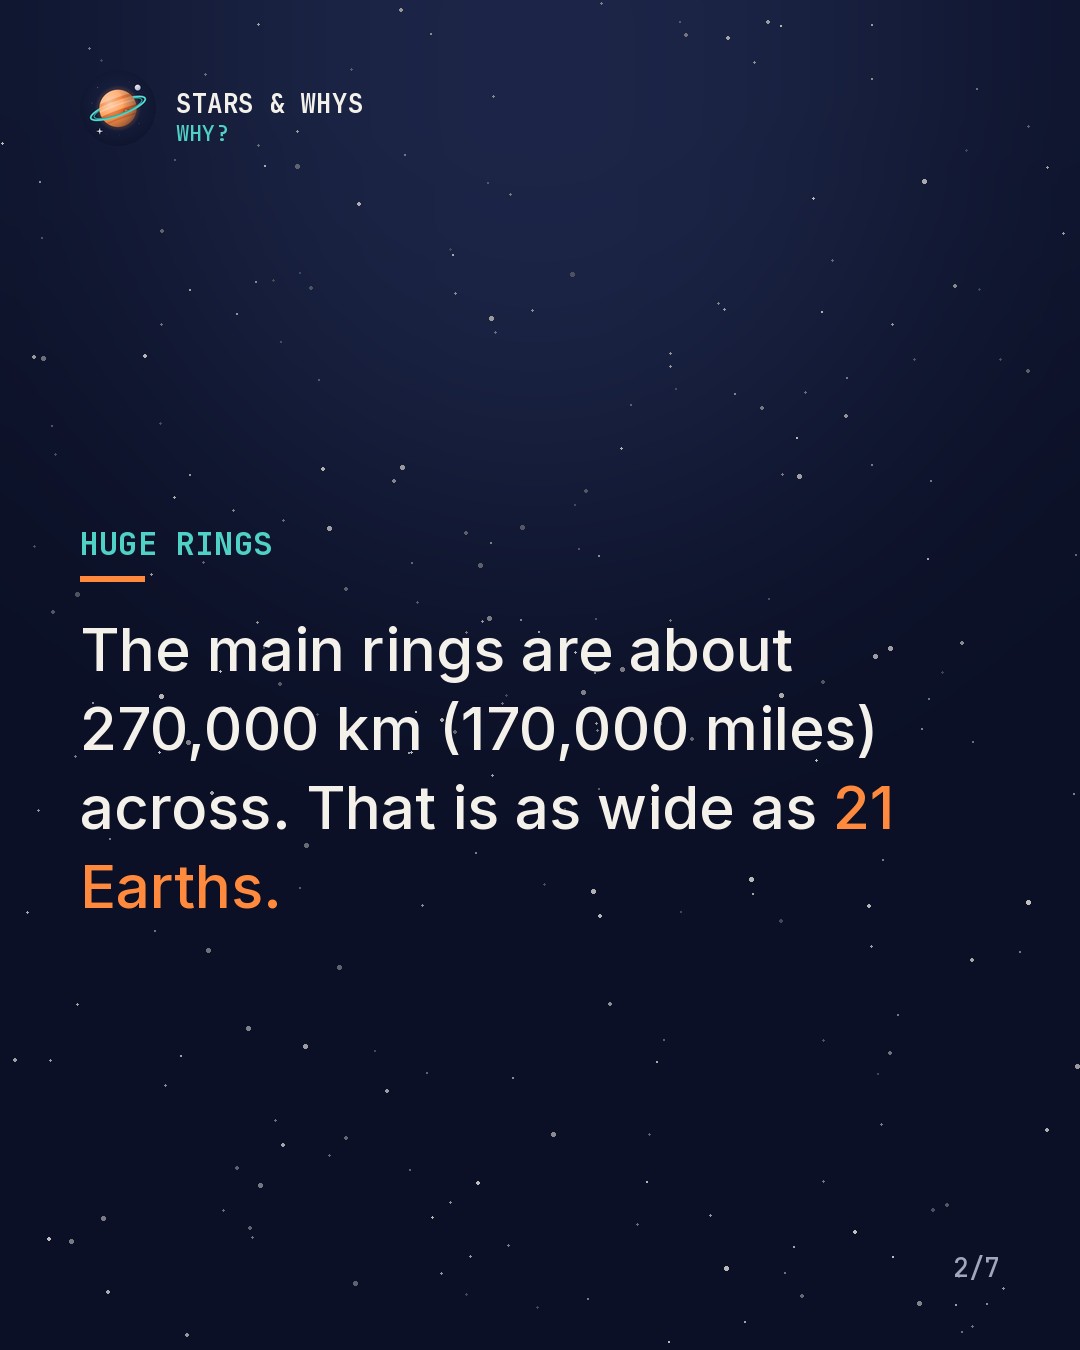 STARS & WHYS
WHY?
HUGE RINGS
The main rings are about
270,000 km (170,000 miles)
across. That is as wide as 21
Earths.
2/7